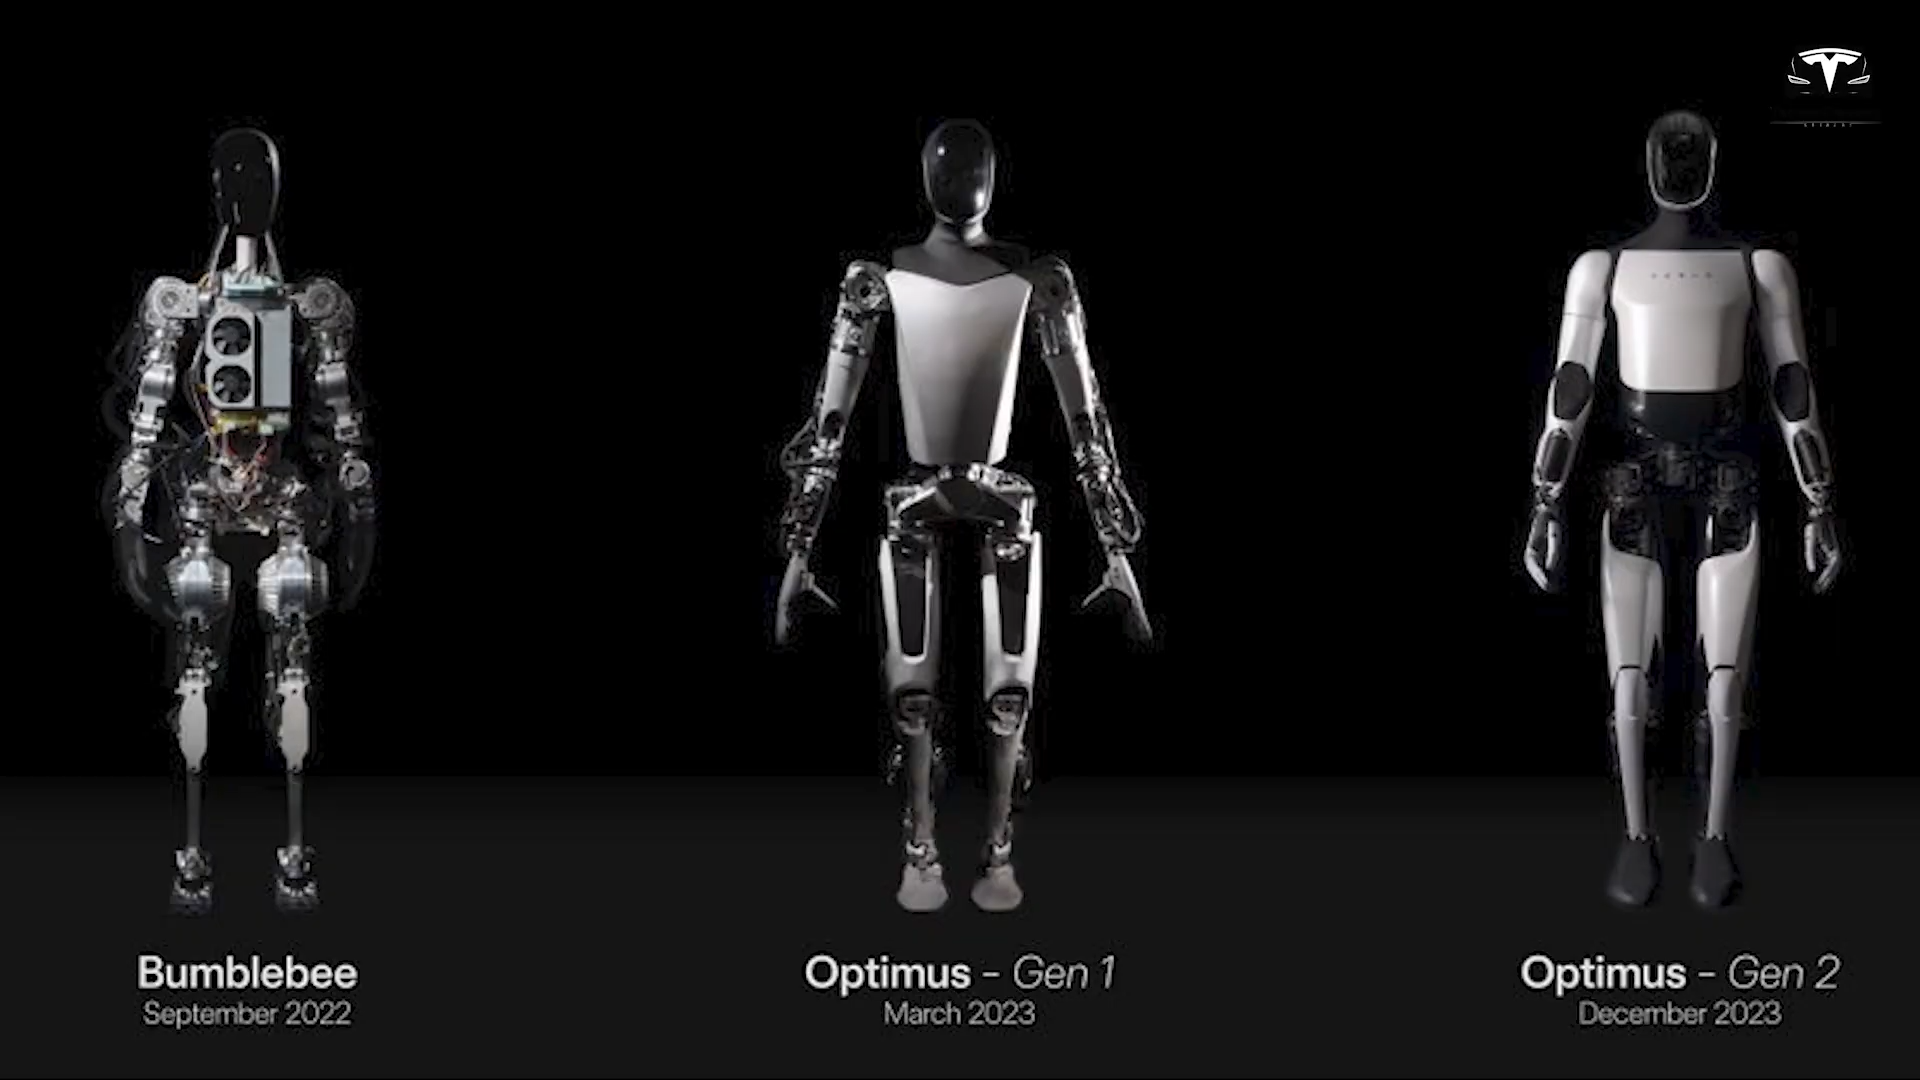 Bumblebee
September 2022
Optimus - Gen 1
March 2023
Optimus - Gen 2
December 2023